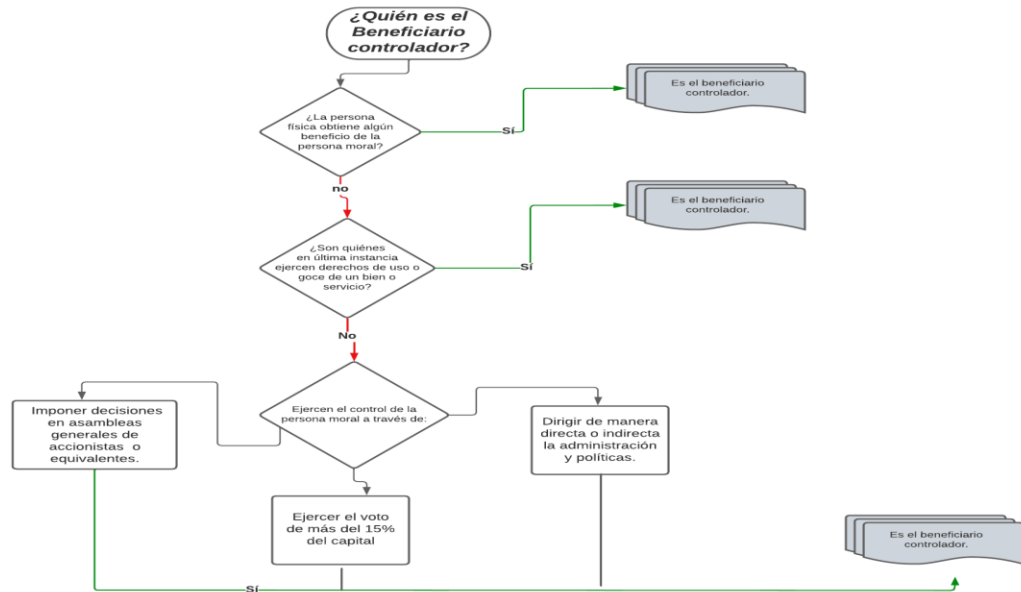 ¿Quién es el
Beneficiario
controlador?
¿La persona
física obtiene algún
beneficio de la
persona moral?
Sí
Es el beneficiario
controlador.
no
¿Son quiénes
en última instancia
ejercen derechos de uso o
goce de un bien o
servicio?
Sí
Es el beneficiario
controlador.
No
Ejercen el control de la
persona moral a través de:
Imponer decisiones
en asambleas
generales de
accionistas o
equivalentes.
Ejercer el voto
de más del 15%
del capital
Dirigir de manera
directa o indirecta
la administración
y políticas.
Sí
Es el beneficiario
controlador.